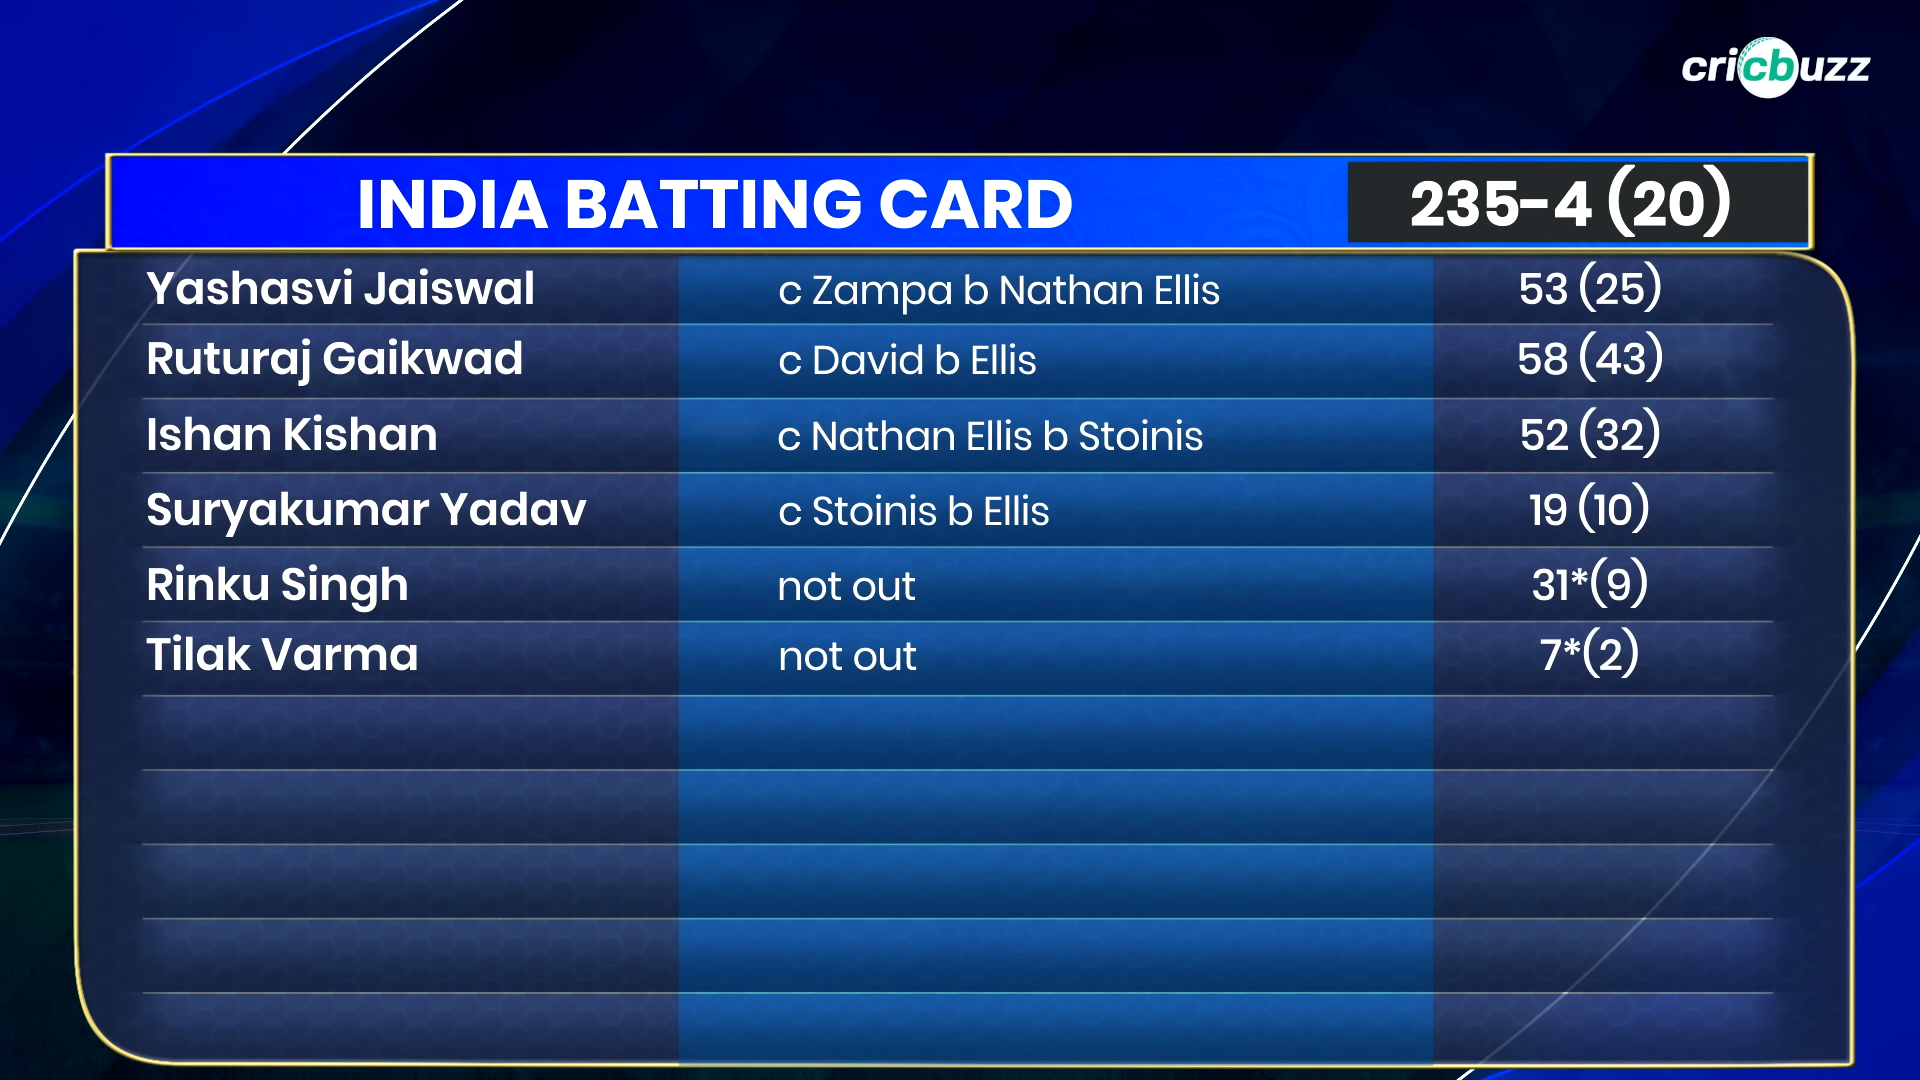 cricbuzz
INDIA BATTING CARD 235-4 (20)
Yashasvi Jaiswal c Zampa b Nathan Ellis 53 (25)
Ruturaj Gaikwad c David b Ellis 58 (43)
Ishan Kishan c Nathan Ellis b Stoinis 52 (32)
Suryakumar Yadav c Stoinis b Ellis 19 (10)
Rinku Singh not out 31*(9)
Tilak Varma not out 7*(2)